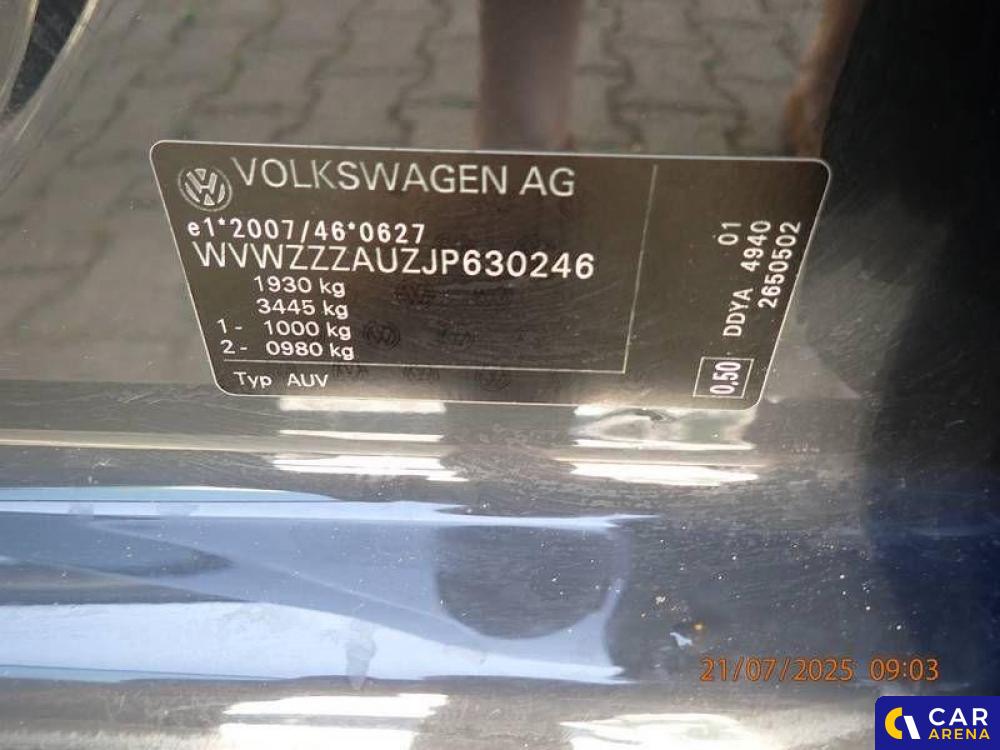 VOLKSWAGEN AG
e1*2007/46*0627
WVWZZZAUZJP630246
1930 kg
3445 kg
1- 1000 kg
2- 0980 kg
Typ AUV
01
DDYA 4940
2650502
0,50
21/07/2025 09:03
CAR
ARENA